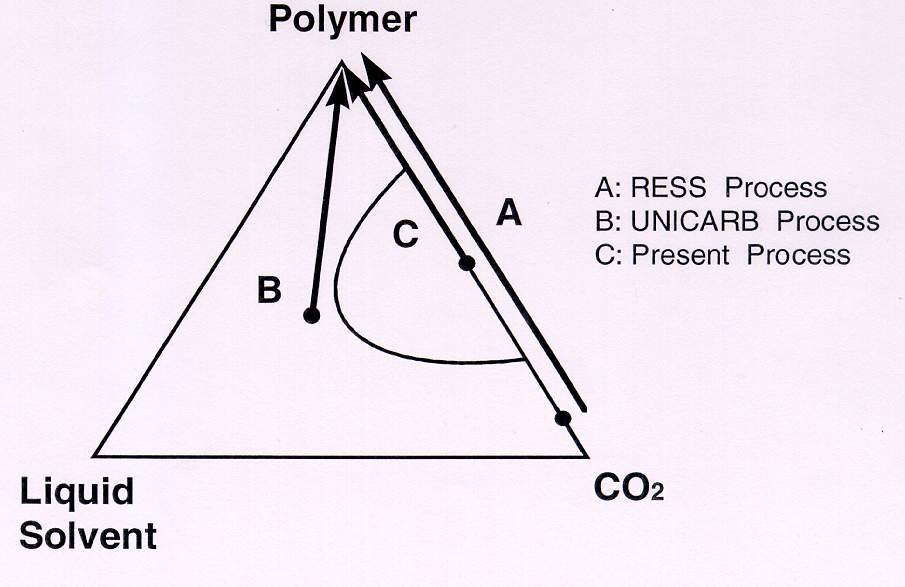 Polymer
A
C
B
A: RESS Process
B: UNICARB Process
C: Present Process
Liquid
Solvent
CO₂